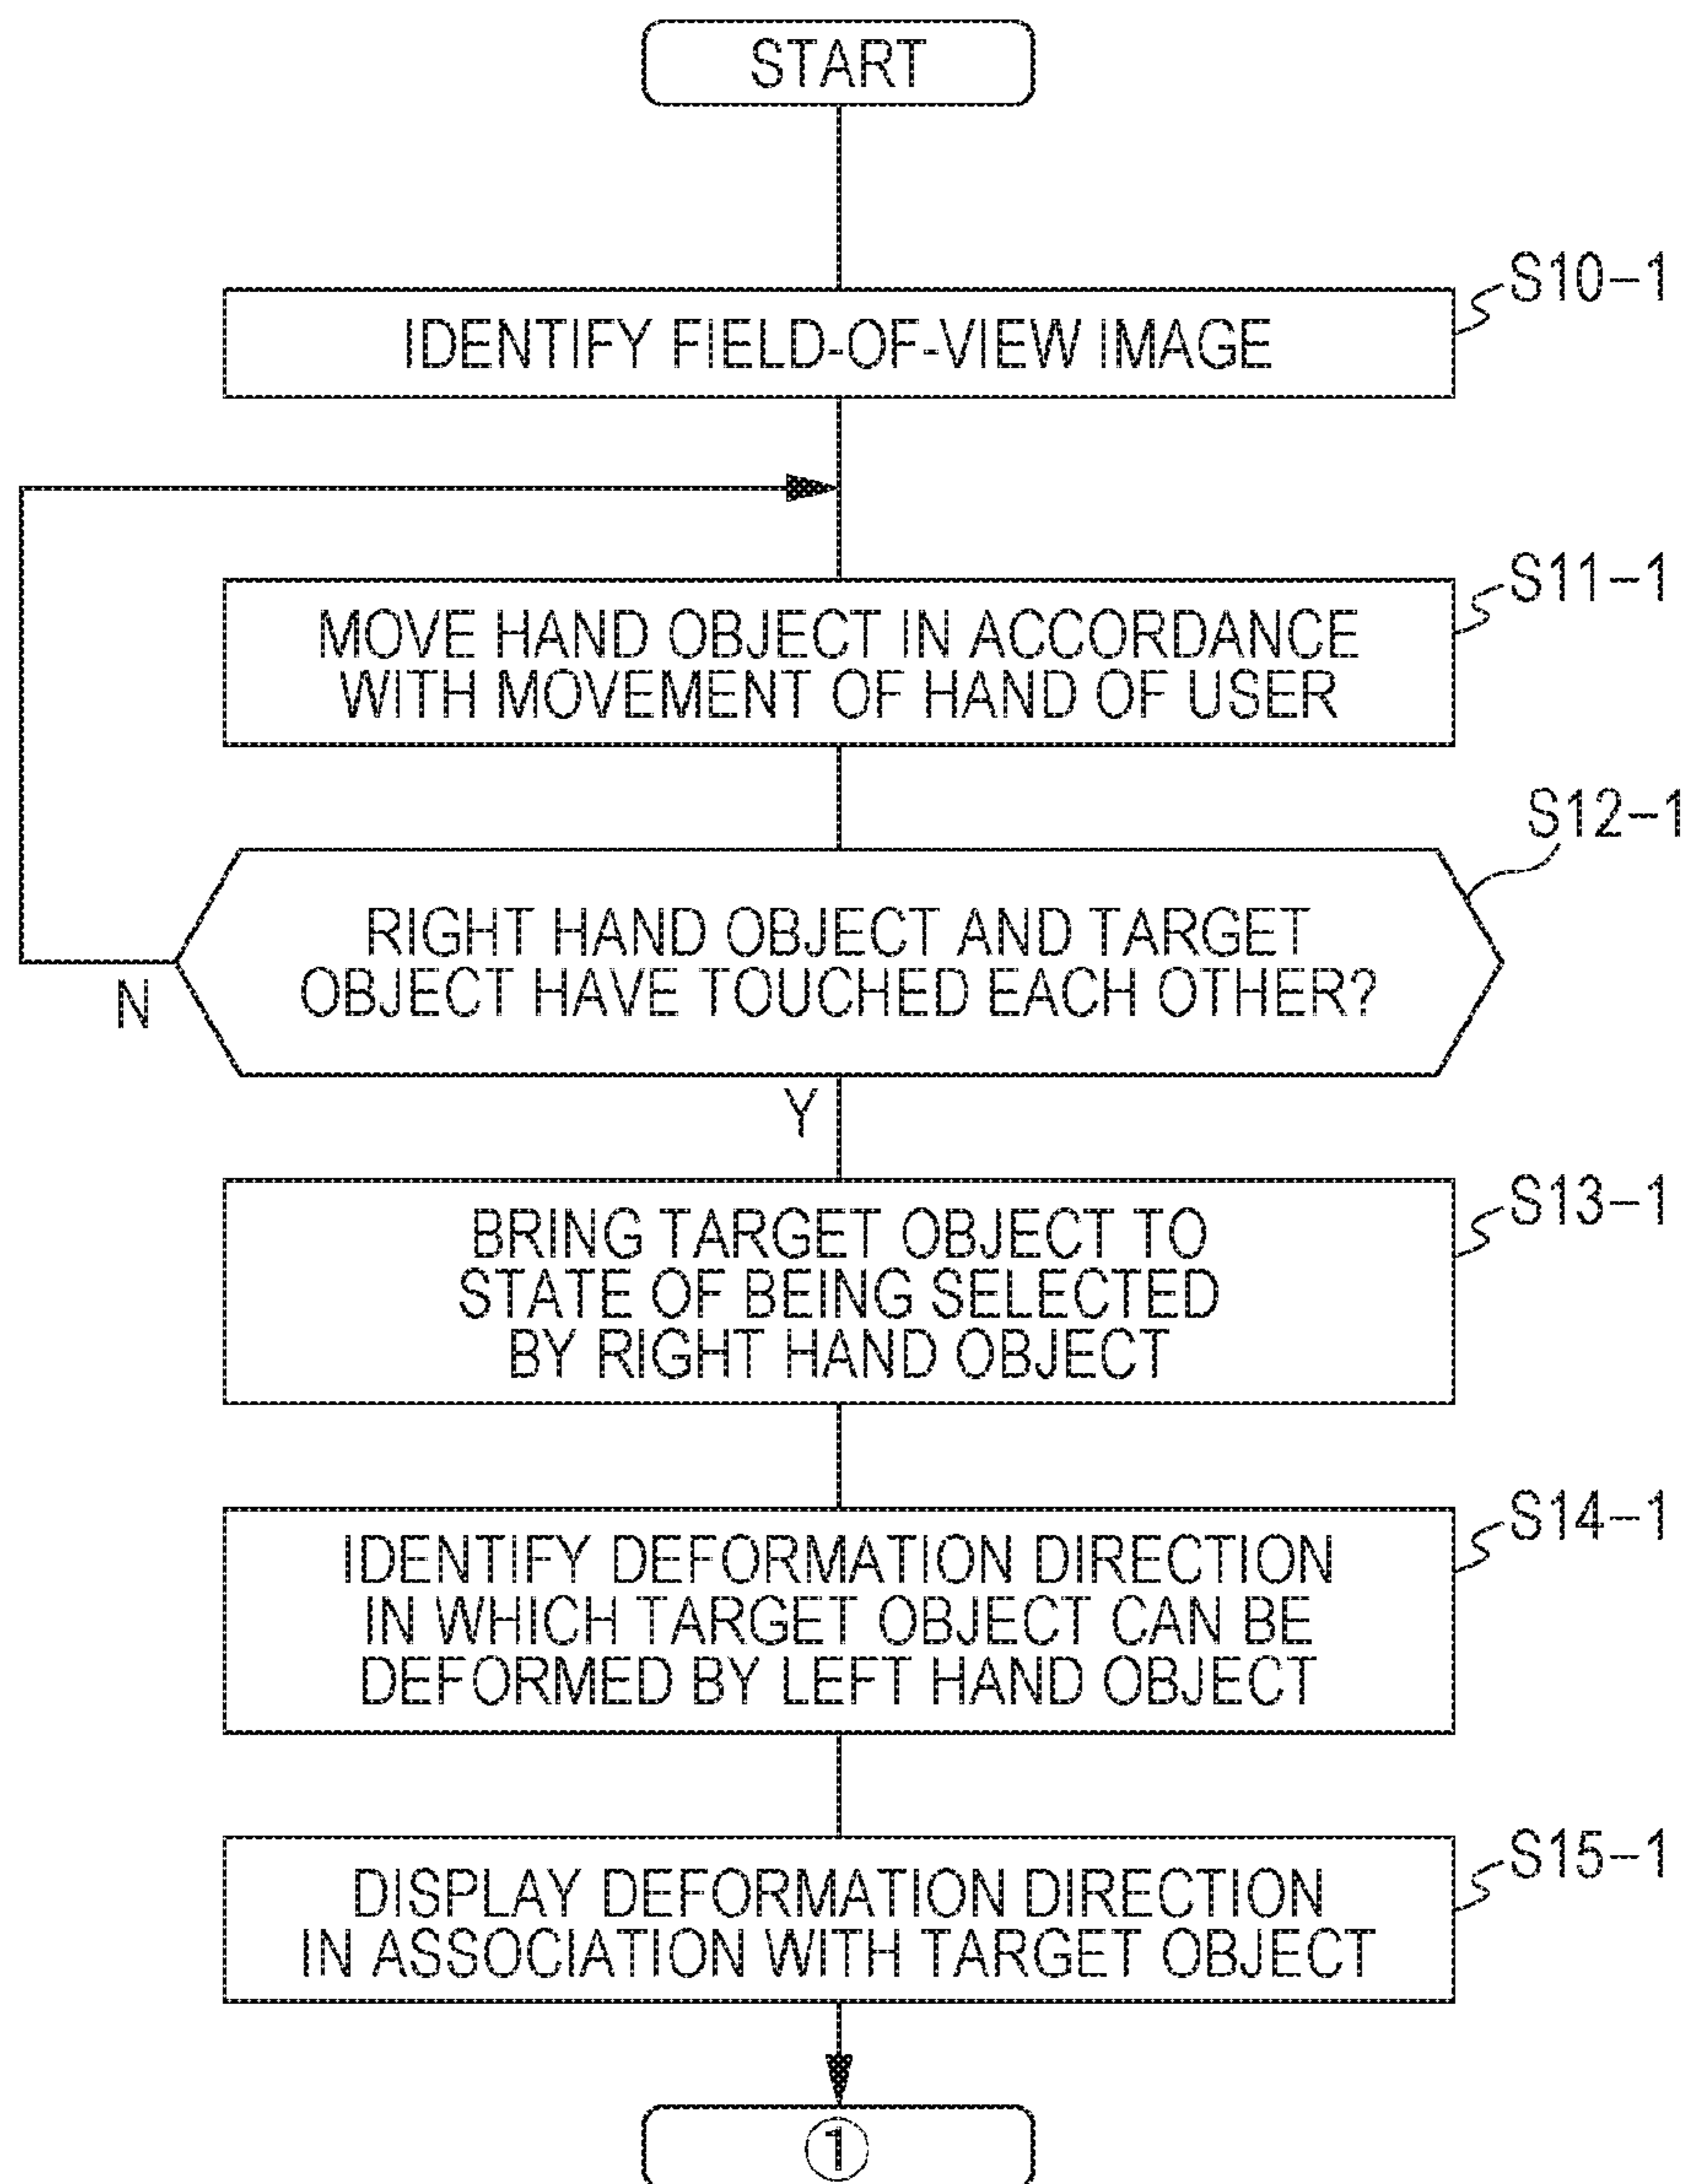 START
S10-1
IDENTIFY FIELD-OF-VIEW IMAGE
S11-1
MOVE HAND OBJECT IN ACCORDANCE
WITH MOVEMENT OF HAND OF USER
S12-1
RIGHT HAND OBJECT AND TARGET
OBJECT HAVE TOUCHED EACH OTHER?
N
Y
S13-1
BRING TARGET OBJECT TO
STATE OF BEING SELECTED
BY RIGHT HAND OBJECT
S14-1
IDENTIFY DEFORMATION DIRECTION
IN WHICH TARGET OBJECT CAN BE
DEFORMED BY LEFT HAND OBJECT
S15-1
DISPLAY DEFORMATION DIRECTION
IN ASSOCIATION WITH TARGET OBJECT
①